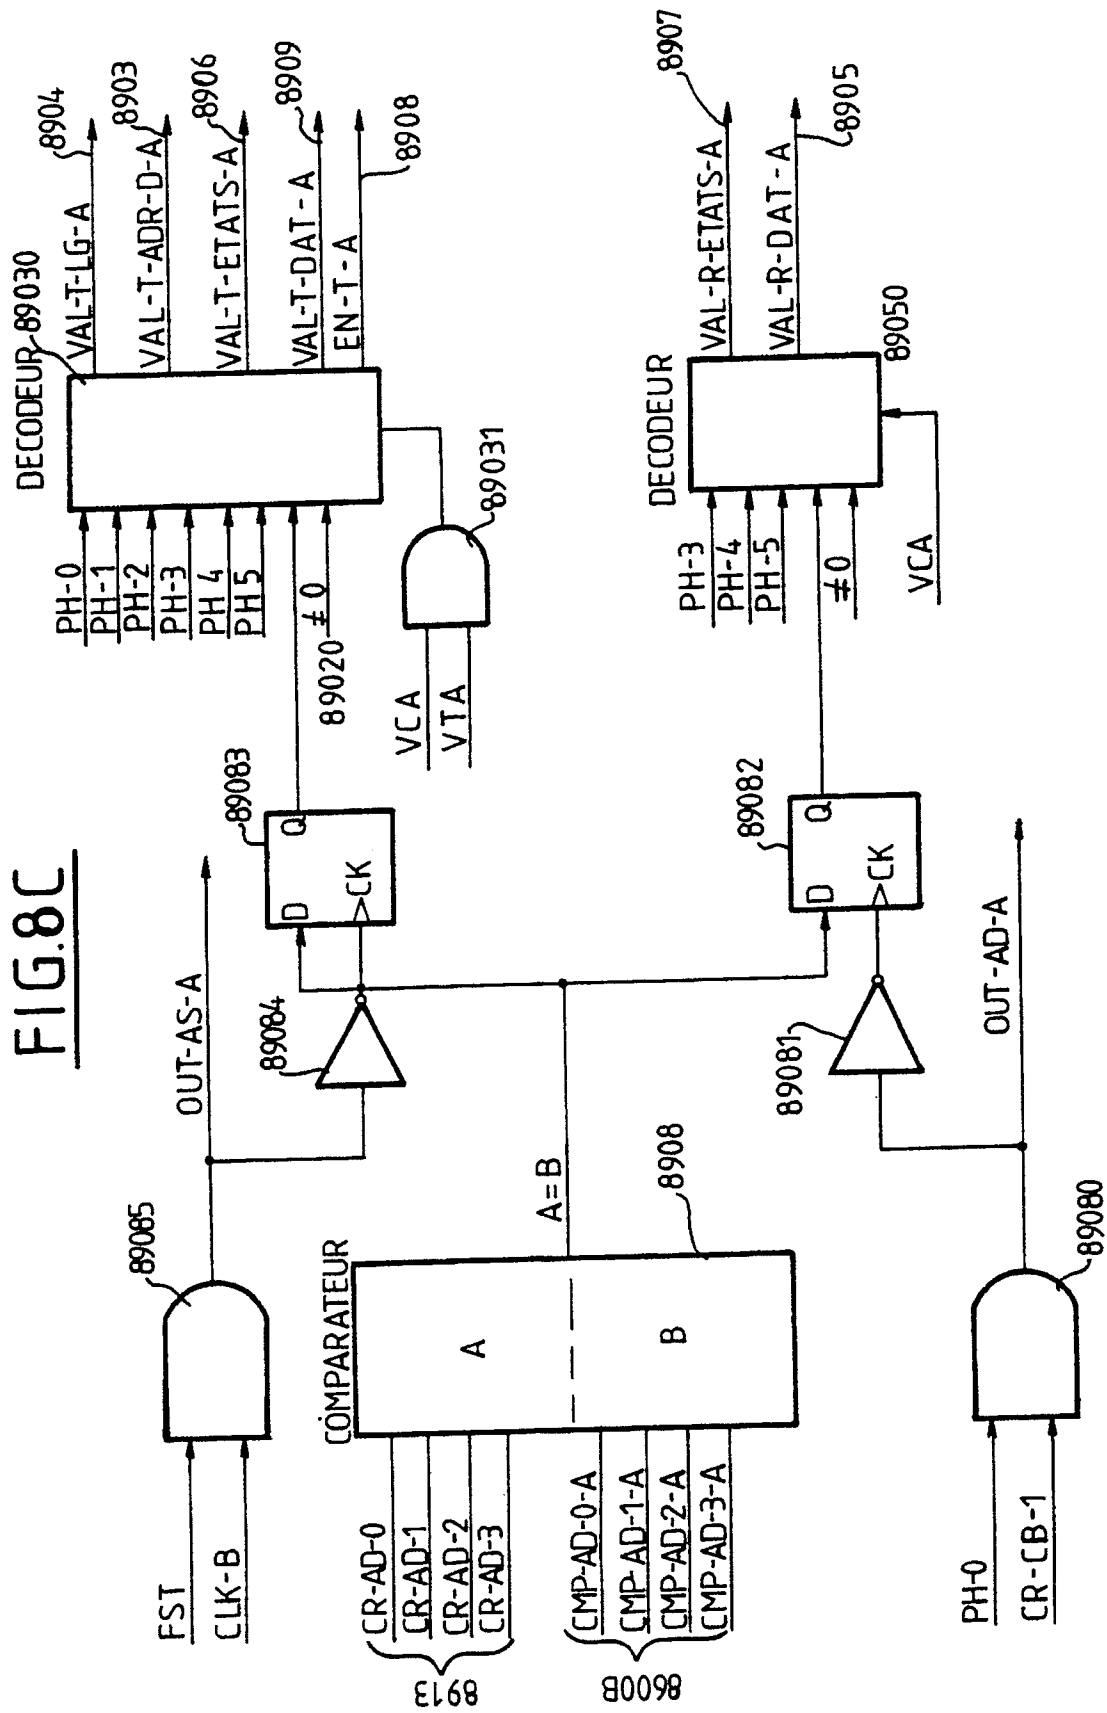 FIG.8C
FST
CLK-B
89085
OUT-AS-A
89084
89083
D
Q
CK
DECODEUR
89030
PH-0
PH-1
PH-2
PH-3
PH 4
PH 5
≠ 0
89020
VCA
VTA
89031
VAL-T-LG-A
8904
VAL-T-ADR-D-A
8903
VAL-T-ETATS-A
8906
VAL-T-DAT-A
8909
EN-T-A
8908
COMPARATEUR
CR-AD-0
CR-AD-1
CR-AD-2
CR-AD-3
8913
CMP-AD-0-A
CMP-AD-1-A
CMP-AD-2-A
CMP-AD-3-A
8600B
A
B
A=B
8908
PH-0
CR-CB-1
89080
OUT-AD-A
89081
89082
D
Q
CK
DECODEUR
PH-3
PH-4
PH-5
≠ 0
VCA
89050
VAL-R-ETATS-A
8907
VAL-R-DAT-A
8905